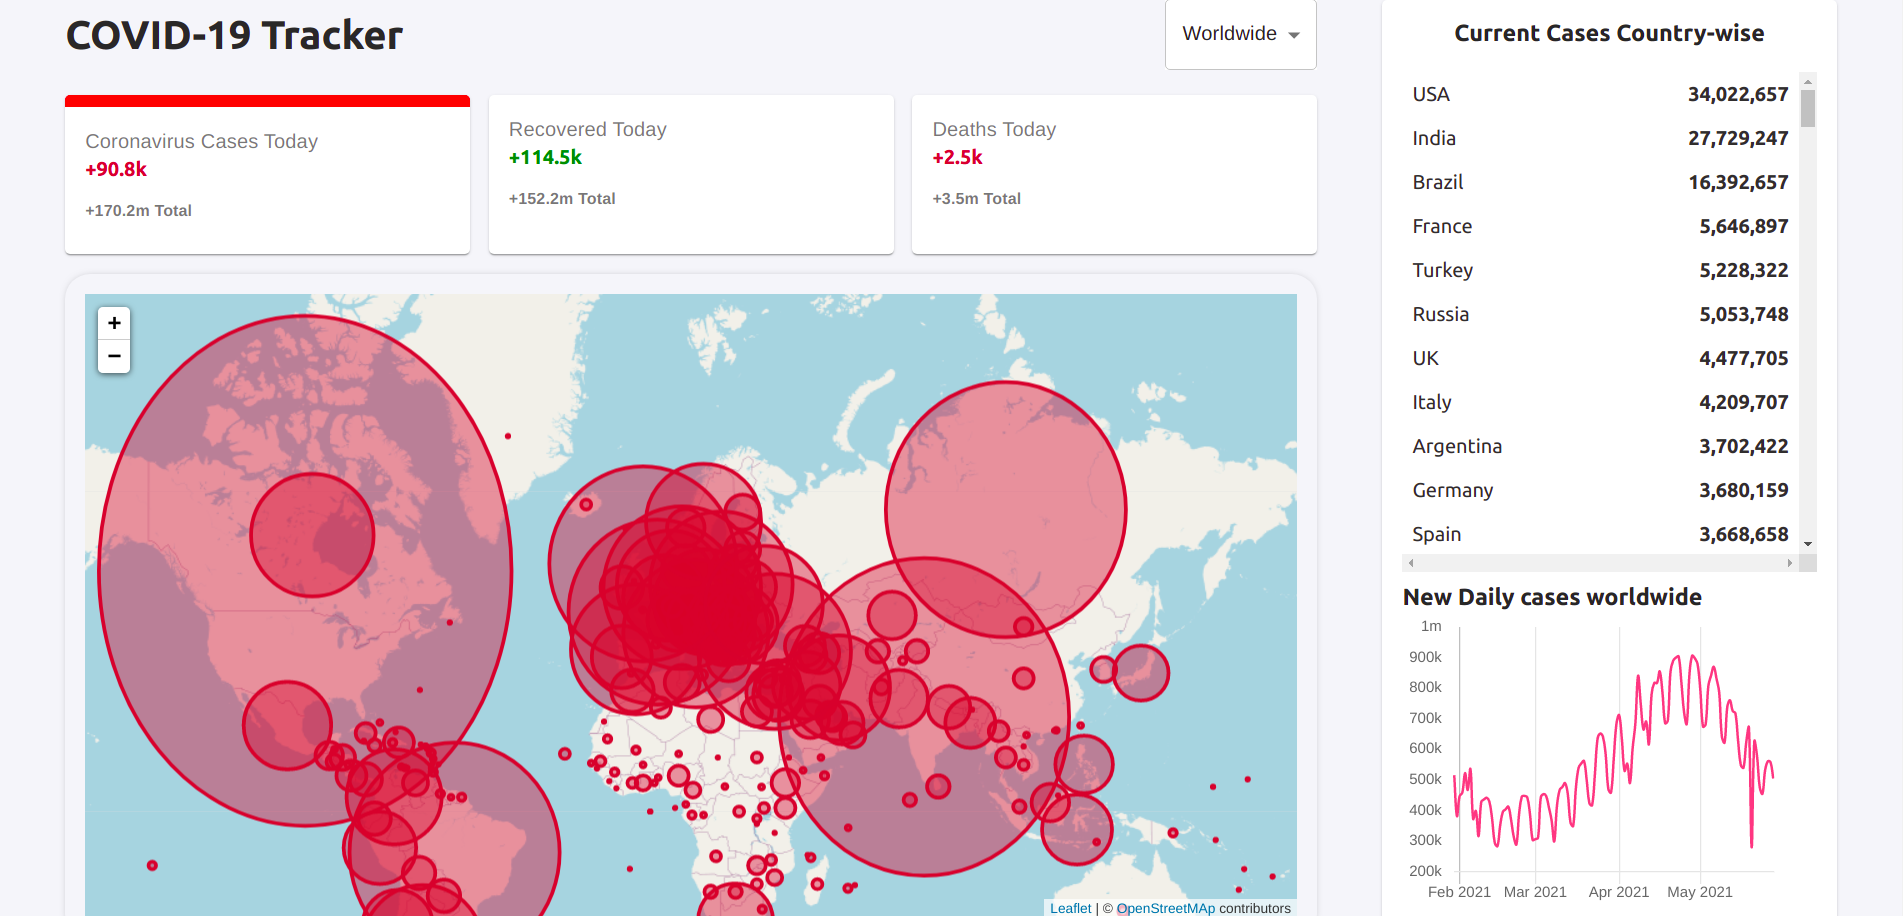 COVID-19 Tracker
Worldwide
Coronavirus Cases Today
+90.8k
+170.2m Total
Recovered Today
+114.5k
+152.2m Total
Deaths Today
+2.5k
+3.5m Total
+
−
Leaflet | © OpenStreetMAp contributors
Current Cases Country-wise
USA 34,022,657
India 27,729,247
Brazil 16,392,657
France 5,646,897
Turkey 5,228,322
Russia 5,053,748
UK 4,477,705
Italy 4,209,707
Argentina 3,702,422
Germany 3,680,159
Spain 3,668,658
New Daily cases worldwide
1m
900k
800k
700k
600k
500k
400k
300k
200k
Feb 2021 Mar 2021 Apr 2021 May 2021